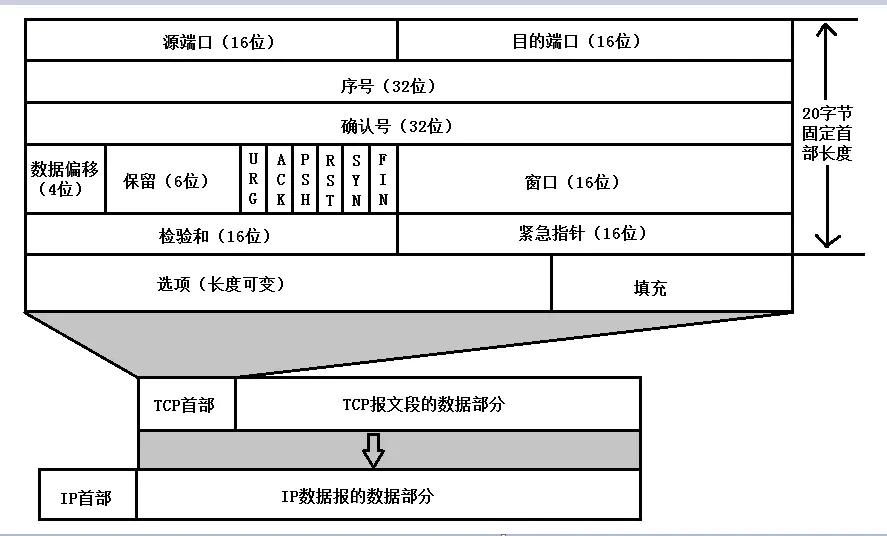 源端口（16位）
目的端口（16位）
序号（32位）
确认号（32位）
20字节
固定首
部长度
数据偏移
（4位）
保留（6位）
URG
ACK
PSH
RST
SYN
FIN
窗口（16位）
检验和（16位）
紧急指针（16位）
选项（长度可变）
填充
TCP首部
TCP报文段的数据部分
IP首部
IP数据报的数据部分